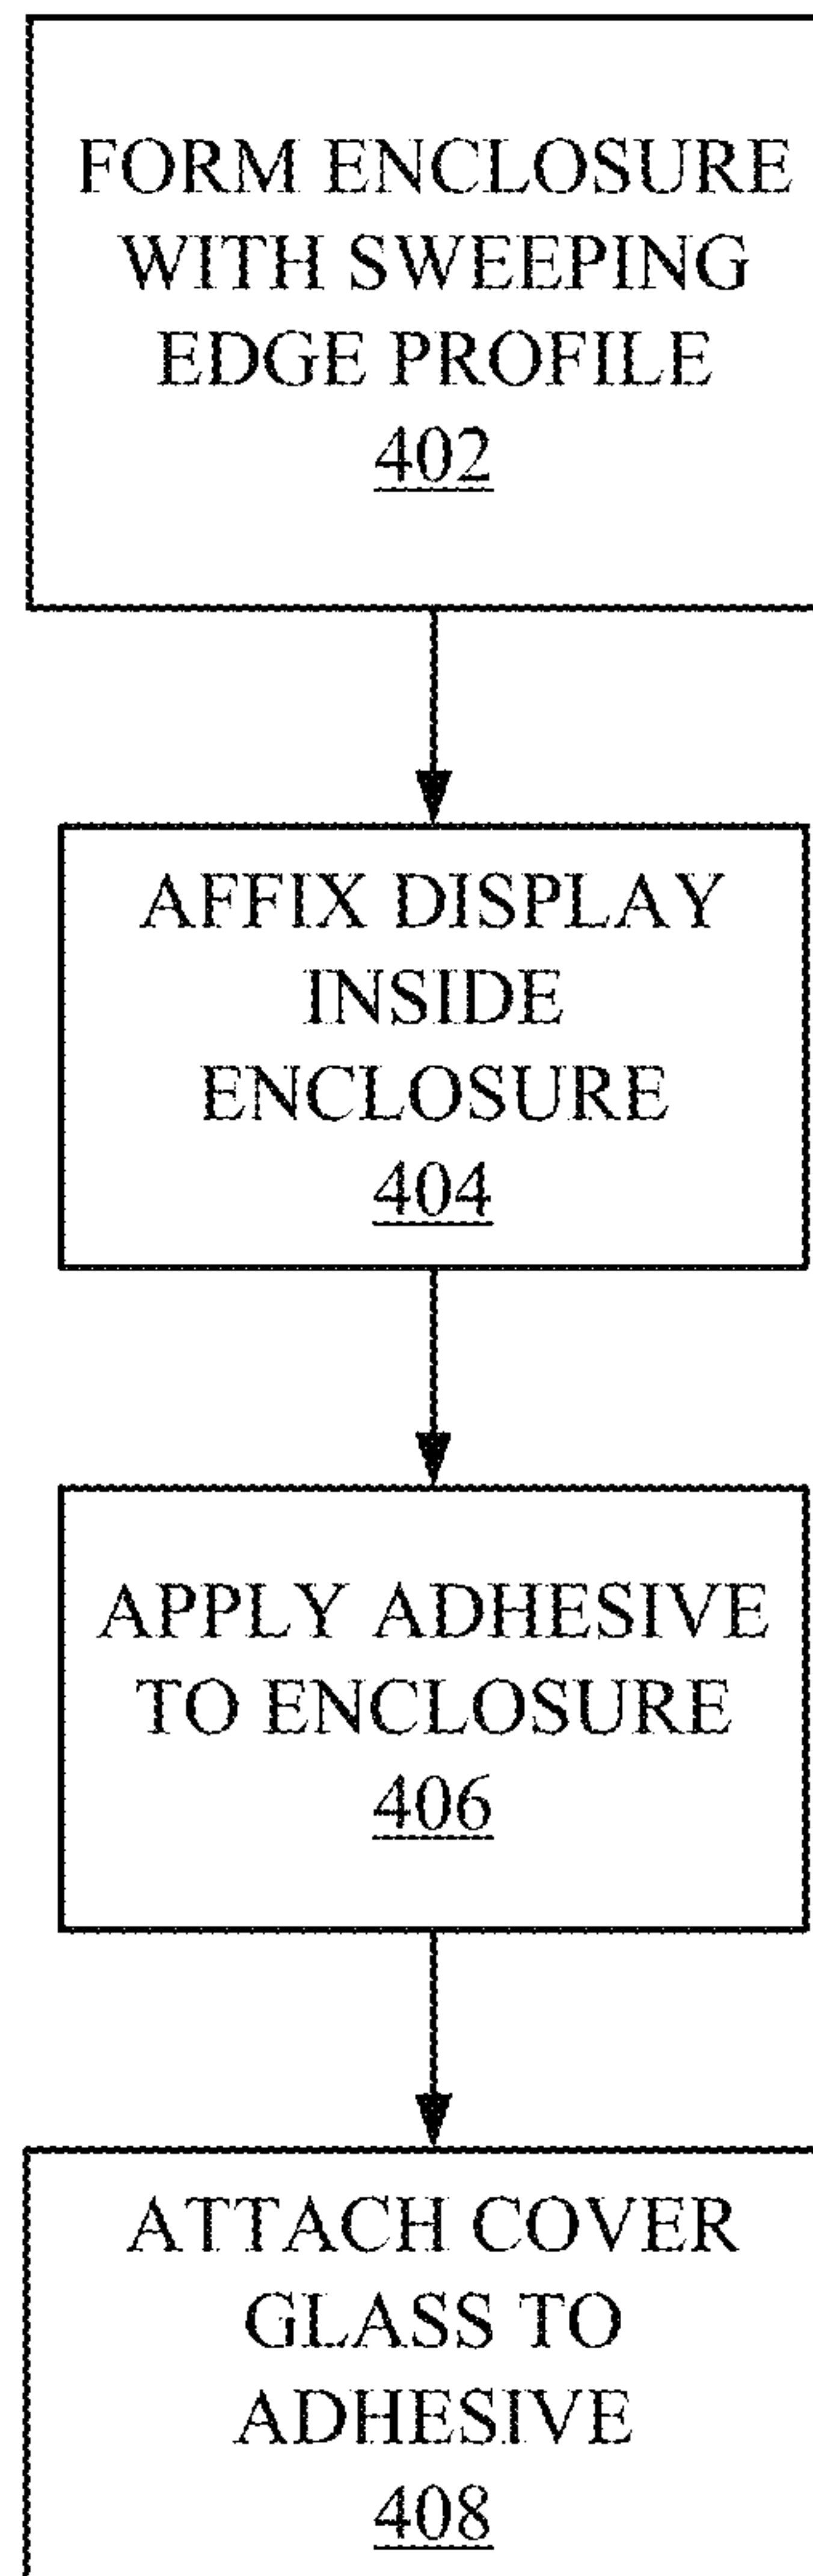 FORM ENCLOSURE
WITH SWEEPING
EDGE PROFILE
402
AFFIX DISPLAY
INSIDE
ENCLOSURE
404
APPLY ADHESIVE
TO ENCLOSURE
406
ATTACH COVER
GLASS TO
ADHESIVE
408